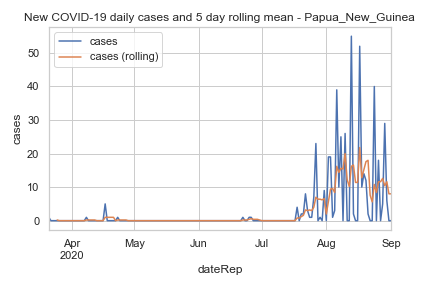 New COVID-19 daily cases and 5 day rolling mean - Papua_New_Guinea
cases
cases (rolling)
cases
50
40
30
20
10
0
Apr
2020
May
Jun
Jul
Aug
Sep
dateRep